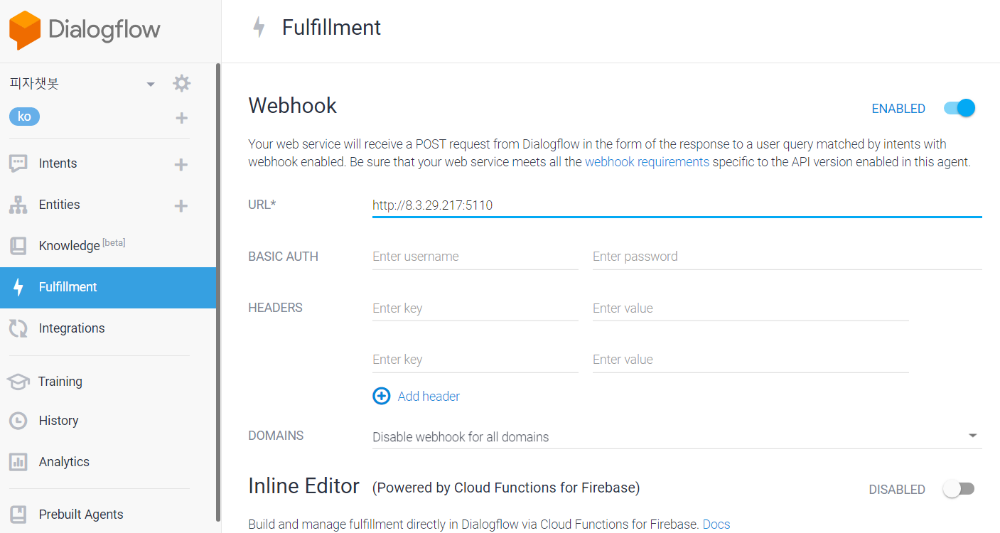 Dialogflow
피자챗봇
ko
Intents
Entities
Knowledge [beta]
Fulfillment
Integrations
Training
History
Analytics
Prebuilt Agents
Fulfillment
Webhook
ENABLED
Your web service will receive a POST request from Dialogflow in the form of the response to a user query matched by intents with
webhook enabled. Be sure that your web service meets all the webhook requirements specific to the API version enabled in this agent.
URL* http://8.3.29.217:5110
BASIC AUTH Enter username Enter password
HEADERS Enter key Enter value
Enter key Enter value
Add header
DOMAINS Disable webhook for all domains
Inline Editor (Powered by Cloud Functions for Firebase) DISABLED
Build and manage fulfillment directly in Dialogflow via Cloud Functions for Firebase. Docs